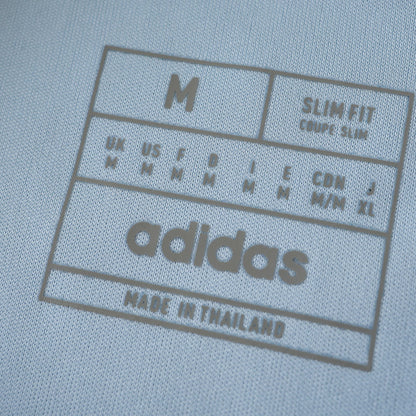 M
SLIM FIT
COUPE SLIM
UK US F D I E CDN J
M M M M M M M/M XL
adidas
MADE IN THAILAND